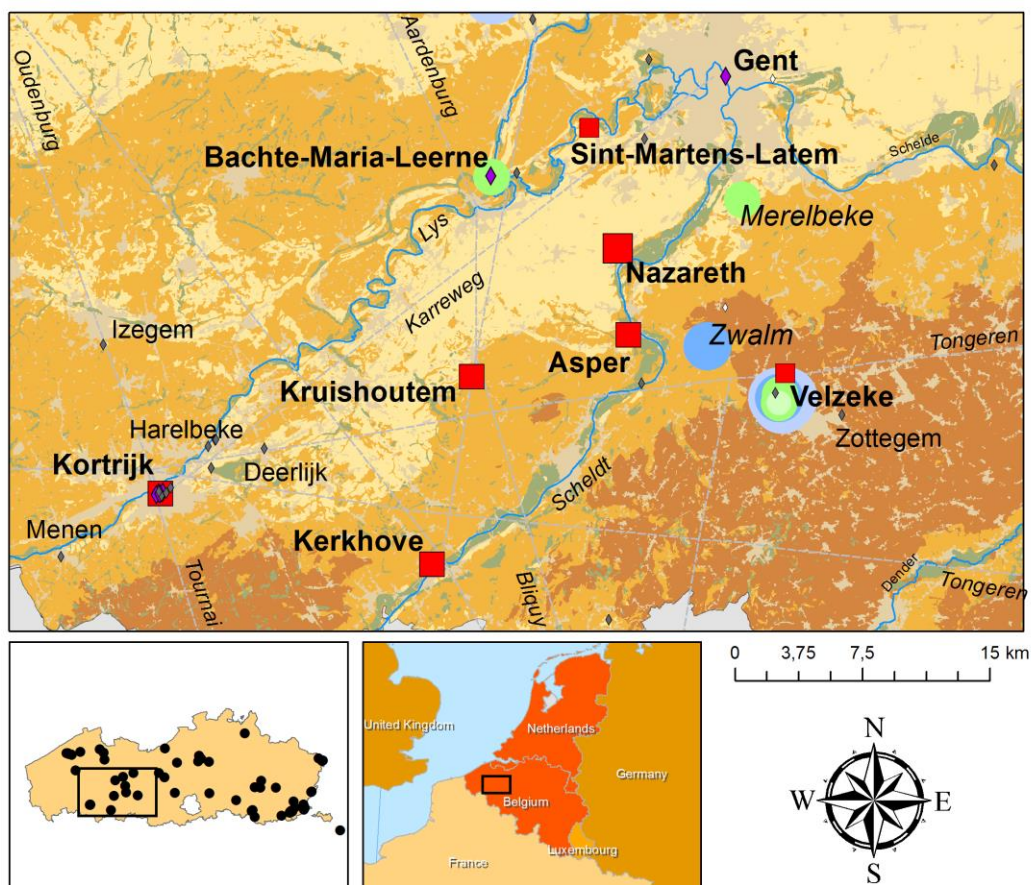 Oudenburg
Aardenburg
Gent
Bachte-Maria-Leerne
Sint-Martens-Latem
Schelde
Merelbeke
Lys
Nazareth
Karreweg
Izegem
Zwalm
Tongeren
Asper
Kruishoutem
Velzeke
Harelbeke
Zottegem
Kortrijk
Deerlijk
Scheldt
Menen
Kerkhove
Tournai
Bliquy
Dender
Tongeren
0 3,75 7,5 15 km
United Kingdom
Netherlands
Germany
Belgium
Luxembourg
France
N
W E
S